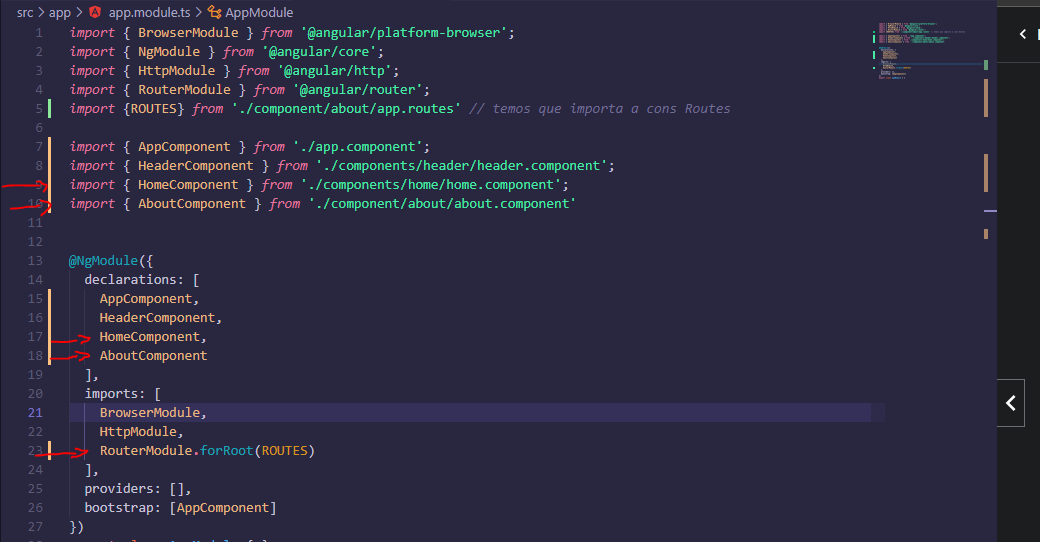 src > app > app.module.ts > AppModule
1 import { BrowserModule } from '@angular/platform-browser';
2 import { NgModule } from '@angular/core';
3 import { HttpModule } from '@angular/http';
4 import { RouterModule } from '@angular/router';
5 import {ROUTES} from './component/about/app.routes' // temos que importa a cons Routes
6
7 import { AppComponent } from './app.component';
8 import { HeaderComponent } from './components/header/header.component';
9 import { HomeComponent } from './components/home/home.component';
10 import { AboutComponent } from './component/about/about.component'
11
12
13 @NgModule({
14 declarations: [
15 AppComponent,
16 HeaderComponent,
17 HomeComponent,
18 AboutComponent
19 ],
20 imports: [
21 BrowserModule,
22 HttpModule,
23 RouterModule.forRoot(ROUTES)
24 ],
25 providers: [],
26 bootstrap: [AppComponent]
27 })